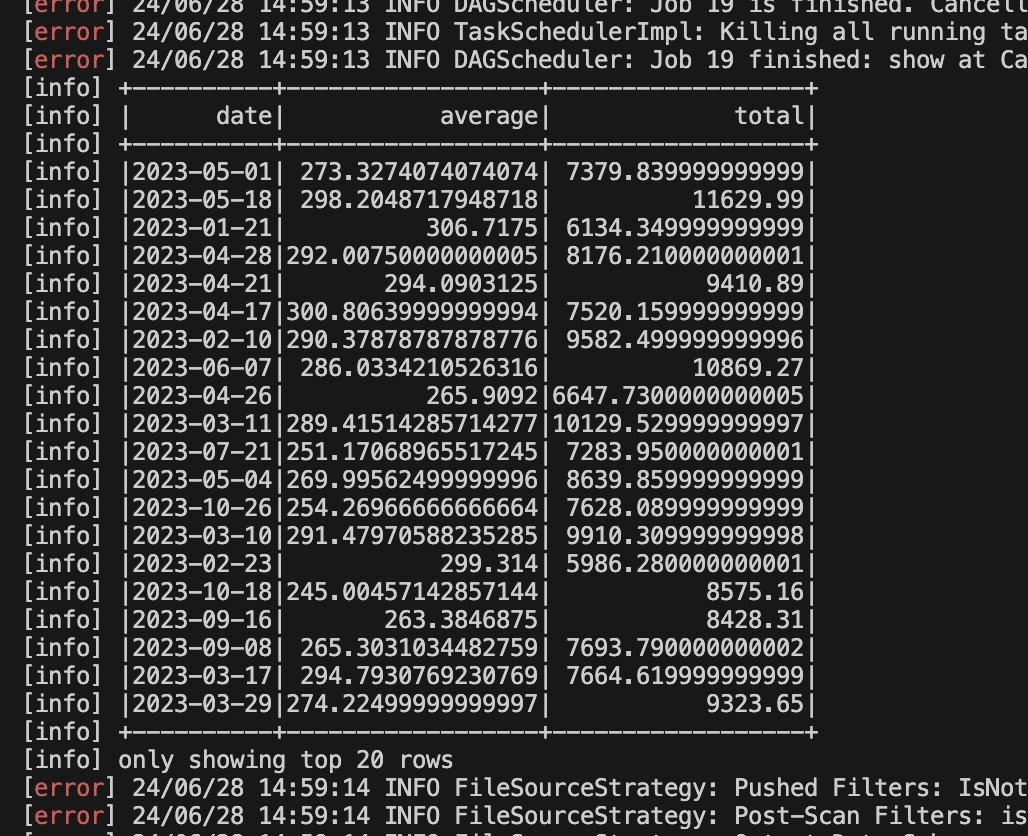 [error] 24/06/28 14:59:13 INFO DAGScheduler: Job 19 is finished. Cancell
[error] 24/06/28 14:59:13 INFO TaskSchedulerImpl: Killing all running ta
[error] 24/06/28 14:59:13 INFO DAGScheduler: Job 19 finished: show at Ca
[info] +----------+------------------+------------------+
[info] |      date|           average|             total|
[info] +----------+------------------+------------------+
[info] |2023-05-01| 273.3274074074074| 7379.839999999999|
[info] |2023-05-18| 298.2048717948718|          11629.99|
[info] |2023-01-21|          306.7175| 6134.349999999999|
[info] |2023-04-28|292.00750000000005| 8176.210000000001|
[info] |2023-04-21|       294.0903125|           9410.89|
[info] |2023-04-17|300.80639999999994| 7520.159999999999|
[info] |2023-02-10|290.37878787878776| 9582.499999999996|
[info] |2023-06-07| 286.0334210526316|          10869.27|
[info] |2023-04-26|          265.9092|6647.7300000000005|
[info] |2023-03-11|289.41514285714277|10129.529999999997|
[info] |2023-07-21|251.17068965517245| 7283.950000000001|
[info] |2023-05-04|269.99562499999996| 8639.859999999999|
[info] |2023-10-26|254.26966666666664| 7628.089999999999|
[info] |2023-03-10|291.47970588235285| 9910.309999999998|
[info] |2023-02-23|           299.314| 5986.280000000001|
[info] |2023-10-18|245.00457142857144|           8575.16|
[info] |2023-09-16|       263.3846875|           8428.31|
[info] |2023-09-08| 265.3031034482759| 7693.790000000002|
[info] |2023-03-17| 294.7930769230769| 7664.619999999999|
[info] |2023-03-29|274.22499999999997|           9323.65|
[info] +----------+------------------+------------------+
[info] only showing top 20 rows
[error] 24/06/28 14:59:14 INFO FileSourceStrategy: Pushed Filters: IsNot
[error] 24/06/28 14:59:14 INFO FileSourceStrategy: Post-Scan Filters: is